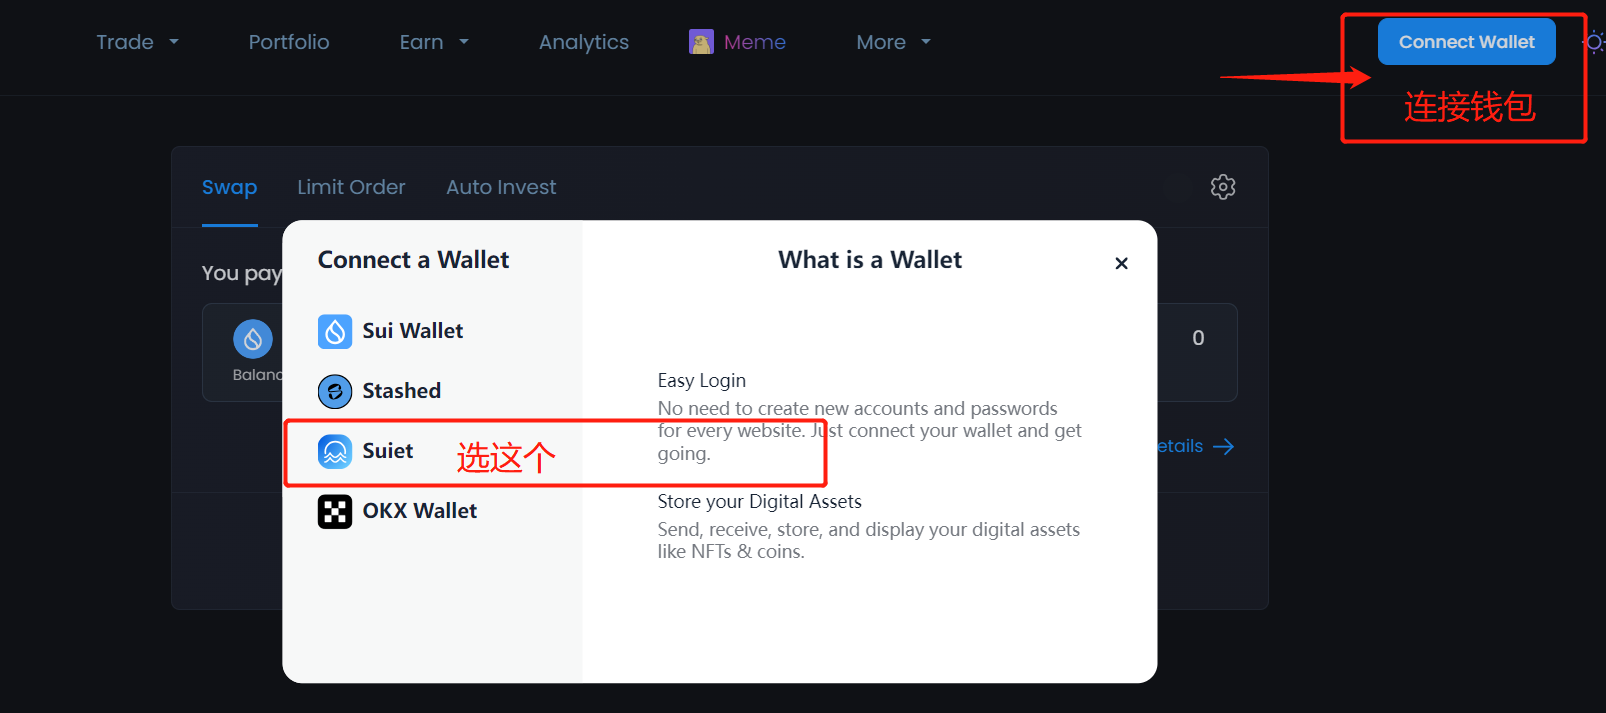 Trade
Portfolio
Earn
Analytics
Meme
More
Connect Wallet
连接钱包
Swap
Limit Order
Auto Invest
You pay
0
Connect a Wallet
What is a Wallet
Sui Wallet
Stashed
Suiet
选这个
OKX Wallet
Easy Login
No need to create new accounts and passwords
for every website. Just connect your wallet and get
going.
Store your Digital Assets
Send, receive, store, and display your digital assets
like NFTs & coins.